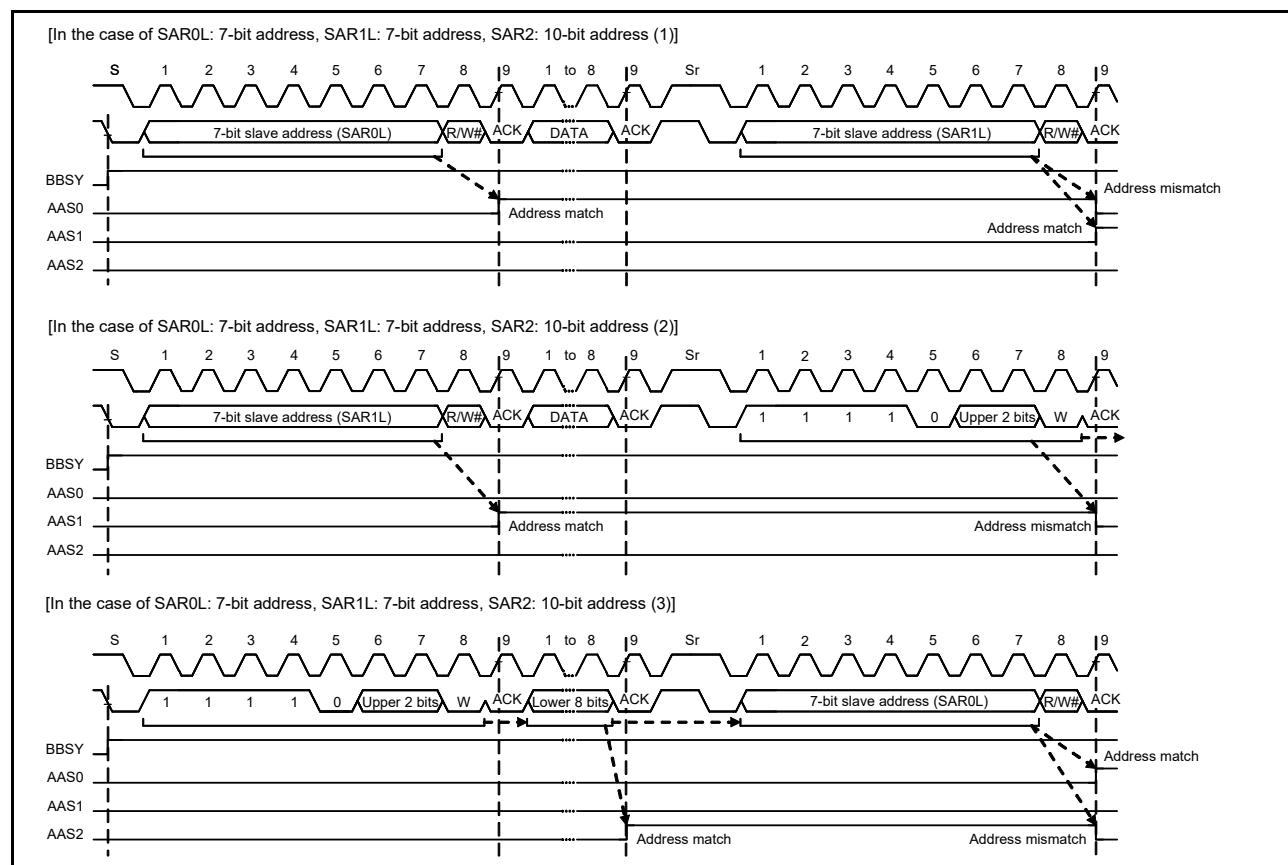 [In the case of SAR0L: 7-bit address, SAR1L: 7-bit address, SAR2: 10-bit address (1)]
S 1 2 3 4 5 6 7 8 9 1 to 8 9 Sr 1 2 3 4 5 6 7 8 9
7-bit slave address (SAR0L) R/W# ACK DATA ACK 7-bit slave address (SAR1L) R/W# ACK
BBSY
Address mismatch
AAS0 Address match
Address match
AAS1
AAS2
[In the case of SAR0L: 7-bit address, SAR1L: 7-bit address, SAR2: 10-bit address (2)]
S 1 2 3 4 5 6 7 8 9 1 to 8 9 Sr 1 2 3 4 5 6 7 8 9
7-bit slave address (SAR1L) R/W# ACK DATA ACK 1 1 1 1 0 Upper 2 bits W ACK
BBSY
AAS0
AAS1 Address match Address mismatch
AAS2
[In the case of SAR0L: 7-bit address, SAR1L: 7-bit address, SAR2: 10-bit address (3)]
S 1 2 3 4 5 6 7 8 9 1 to 8 9 Sr 1 2 3 4 5 6 7 8 9
1 1 1 1 0 Upper 2 bits W ACK Lower 8 bits ACK 7-bit slave address (SAR0L) R/W# ACK
BBSY
Address match
AAS0
AAS1
AAS2 Address match Address mismatch